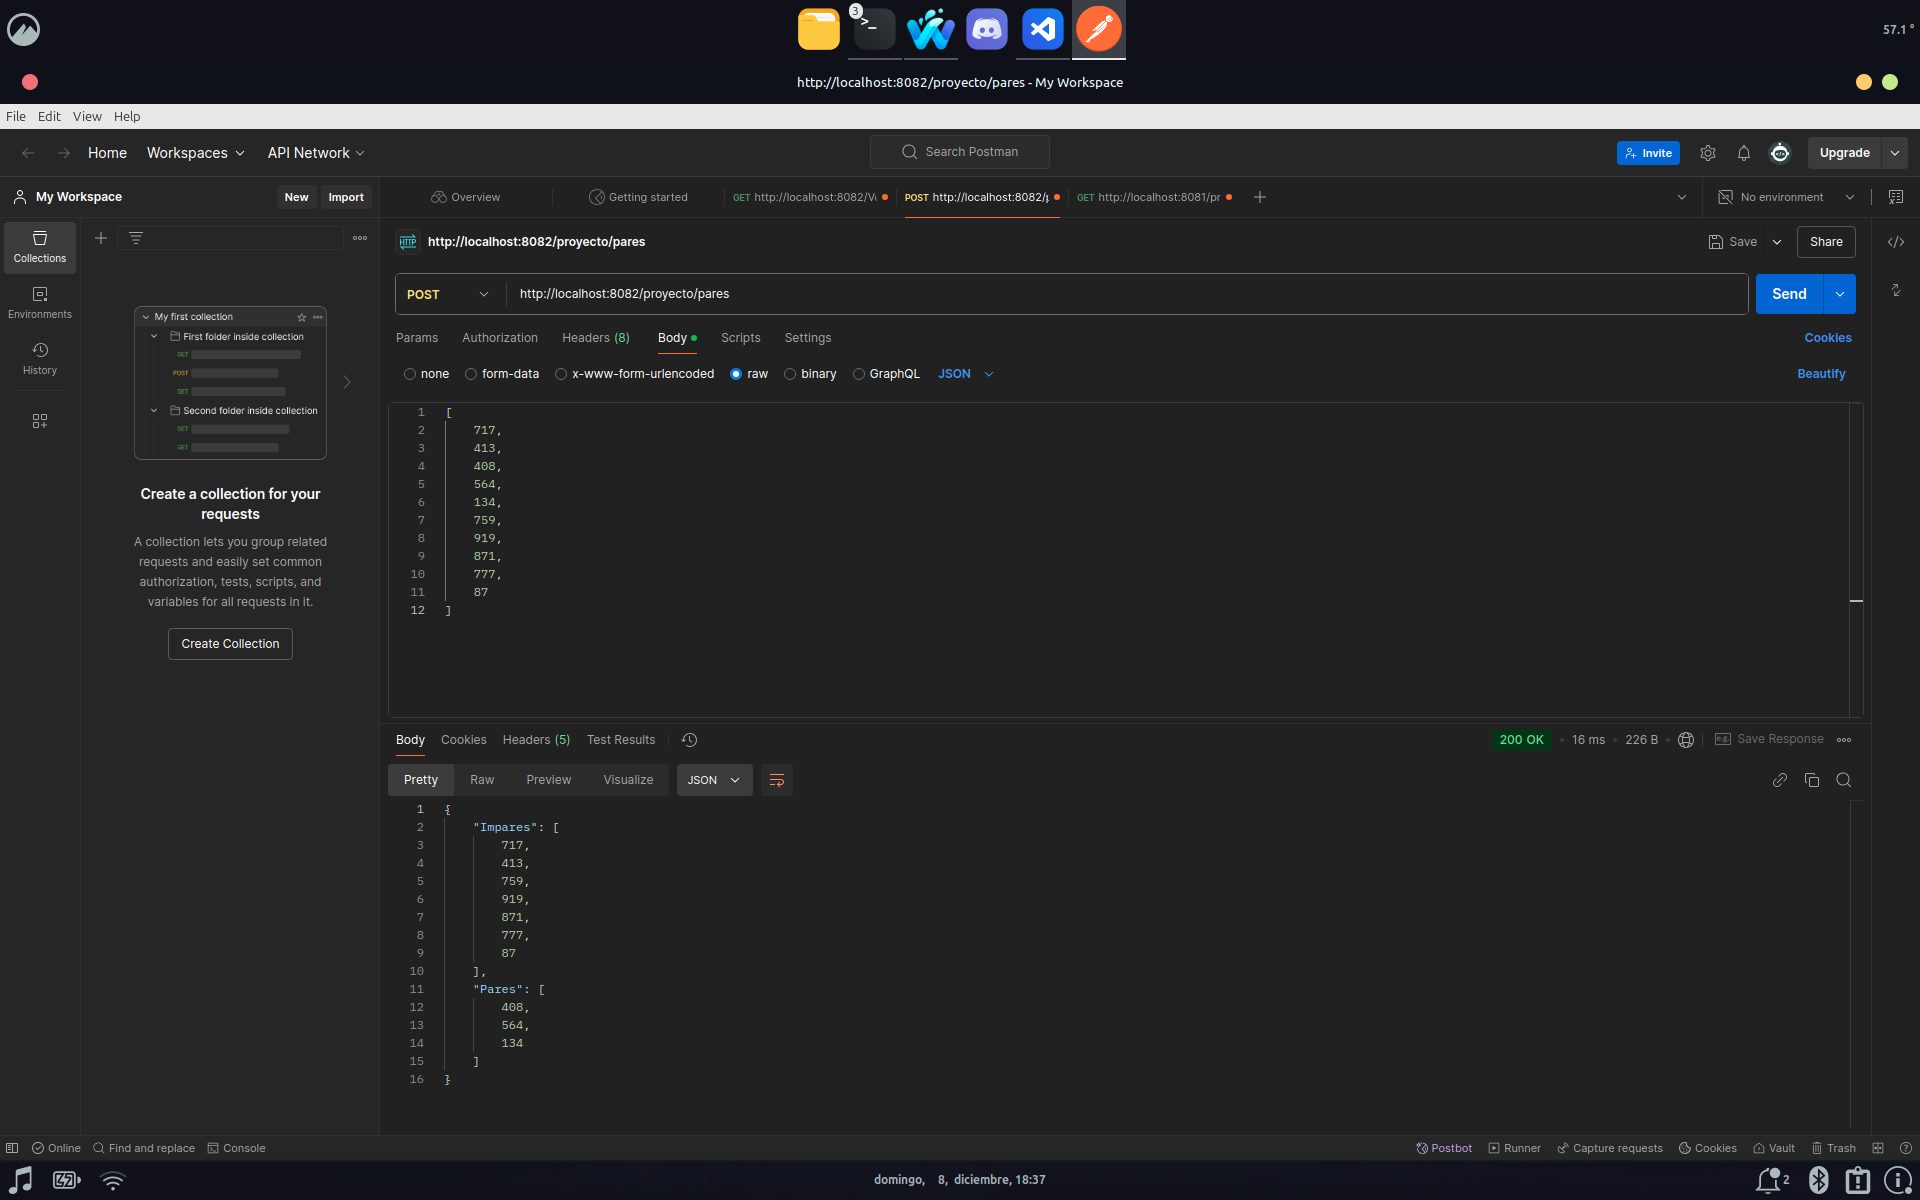 3
57.1 °
http://localhost:8082/proyecto/pares - My Workspace
File Edit View Help
Home Workspaces API Network
Search Postman
Invite
Upgrade
My Workspace
New Import
Overview
Getting started
GET http://localhost:8082/V
POST http://localhost:8082/p
GET http://localhost:8081/pr
No environment
Collections
Environments
History
My first collection
First folder inside collection
GET
POST
GET
Second folder inside collection
GET
GET
Create a collection for your
requests
A collection lets you group related
requests and easily set common
authorization, tests, scripts, and
variables for all requests in it.
Create Collection
HTTP http://localhost:8082/proyecto/pares
Save Share
POST http://localhost:8082/proyecto/pares
Send
Params Authorization Headers (8) Body Scripts Settings
Cookies
none form-data x-www-form-urlencoded raw binary GraphQL JSON
Beautify
1 [
2 717,
3 413,
4 408,
5 564,
6 134,
7 759,
8 919,
9 871,
10 777,
11 87
12 ]
Body Cookies Headers (5) Test Results
200 OK • 16 ms • 226 B • e.g. Save Response
Pretty Raw Preview Visualize JSON
1 {
2 "Impares": [
3 717,
4 413,
5 759,
6 919,
7 871,
8 777,
9 87
10 ],
11 "Pares": [
12 408,
13 564,
14 134
15 ]
16 }
Online Find and replace Console
Postbot Runner Capture requests Cookies Vault Trash
domingo, 8, diciembre, 18:37
2